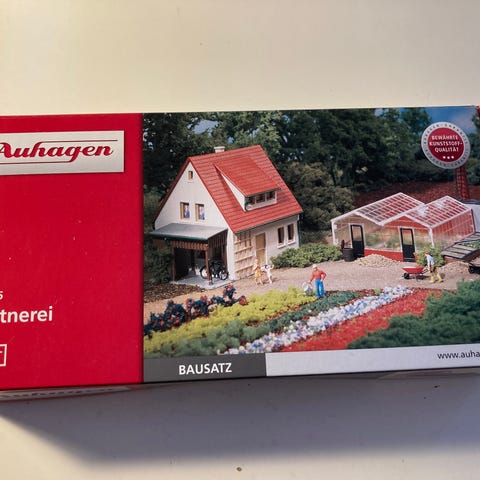 Auhagen
BEWÄHRTE
KUNSTSTOFF-
QUALITÄT
tnerei
BAUSATZ
www.auha